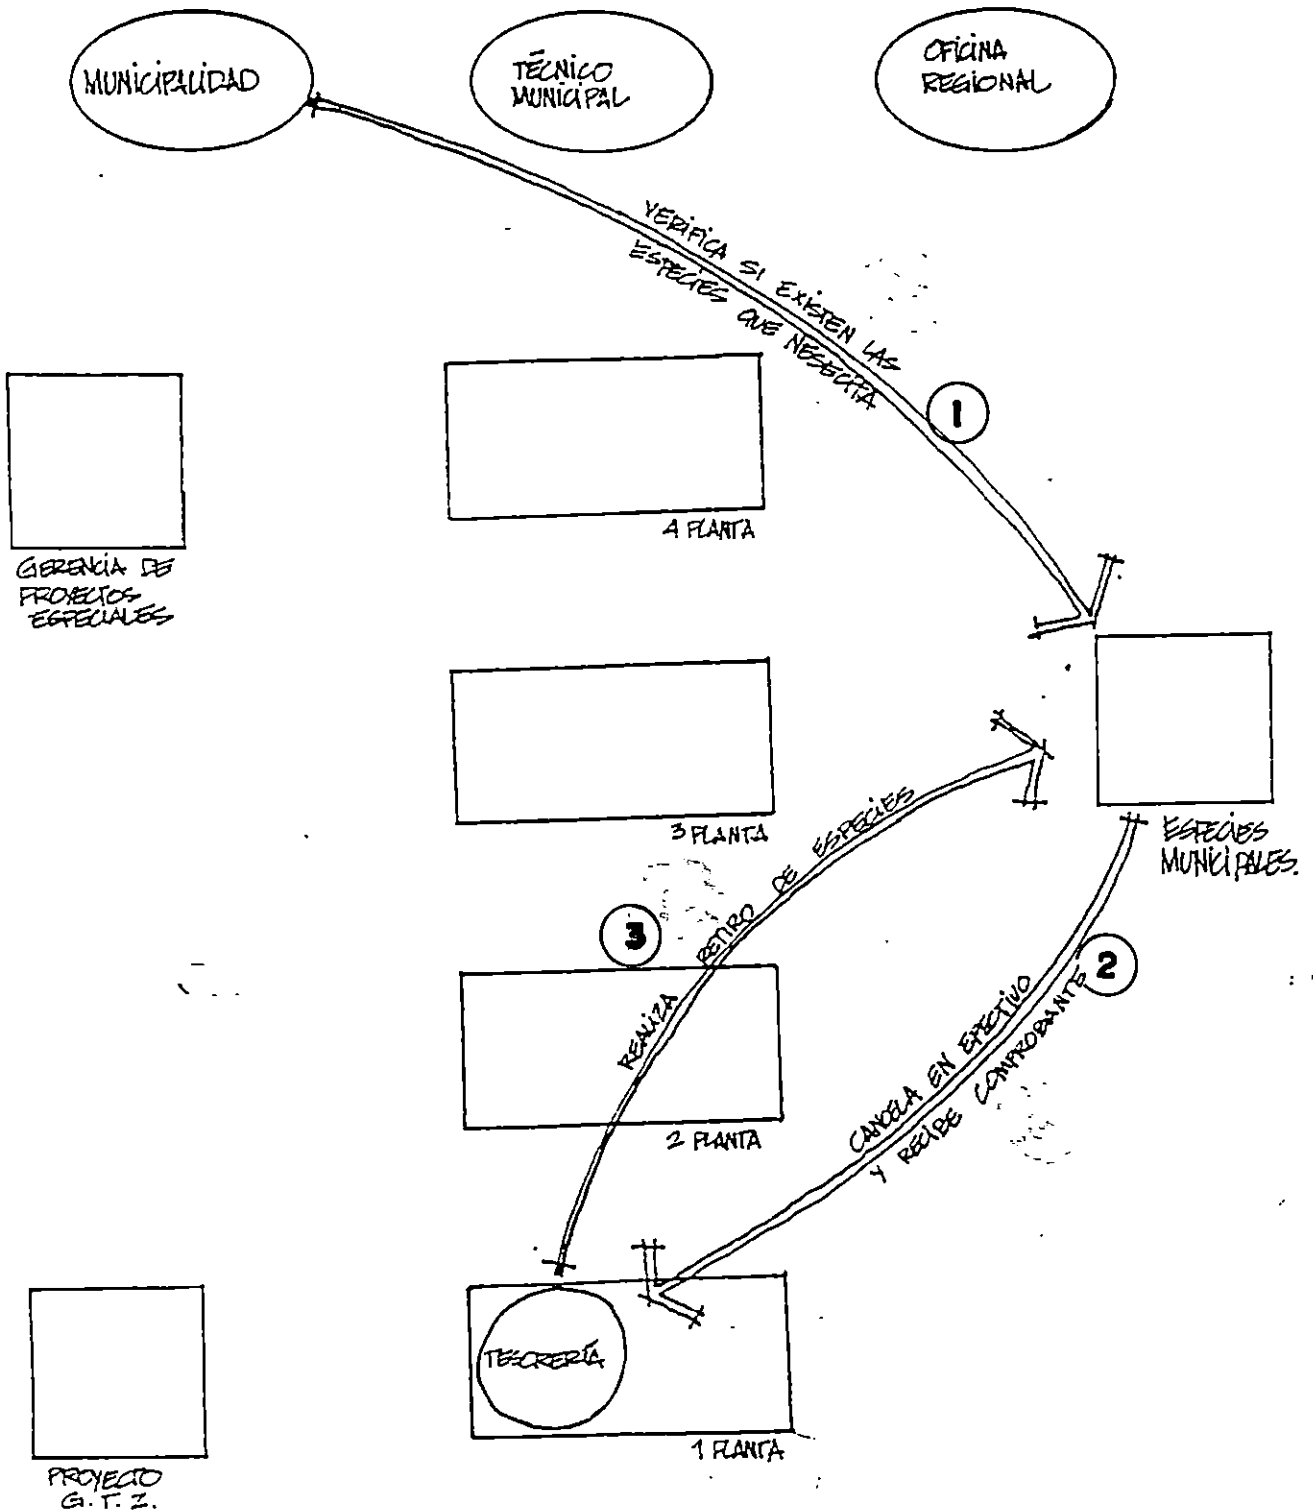 MUNICIPALIDAD
TÉCNICO
MUNICIPAL
OFICINA
REGIONAL
VERIFICA SI EXISTEN LAS
ESPECIES QUE NESECITA
1
4 PLANTA
GERENCIA DE
PROYECTOS
ESPECIALES
3 PLANTA
ESPECIES
MUNICIPALES.
REALIZA RETIRO DE ESPECIES
3
2
CANCELA EN EFECTIVO
Y RECIBE COMPROBANTE
2 PLANTA
TESORERÍA
1 PLANTA
PROYECTO
G.T.Z.